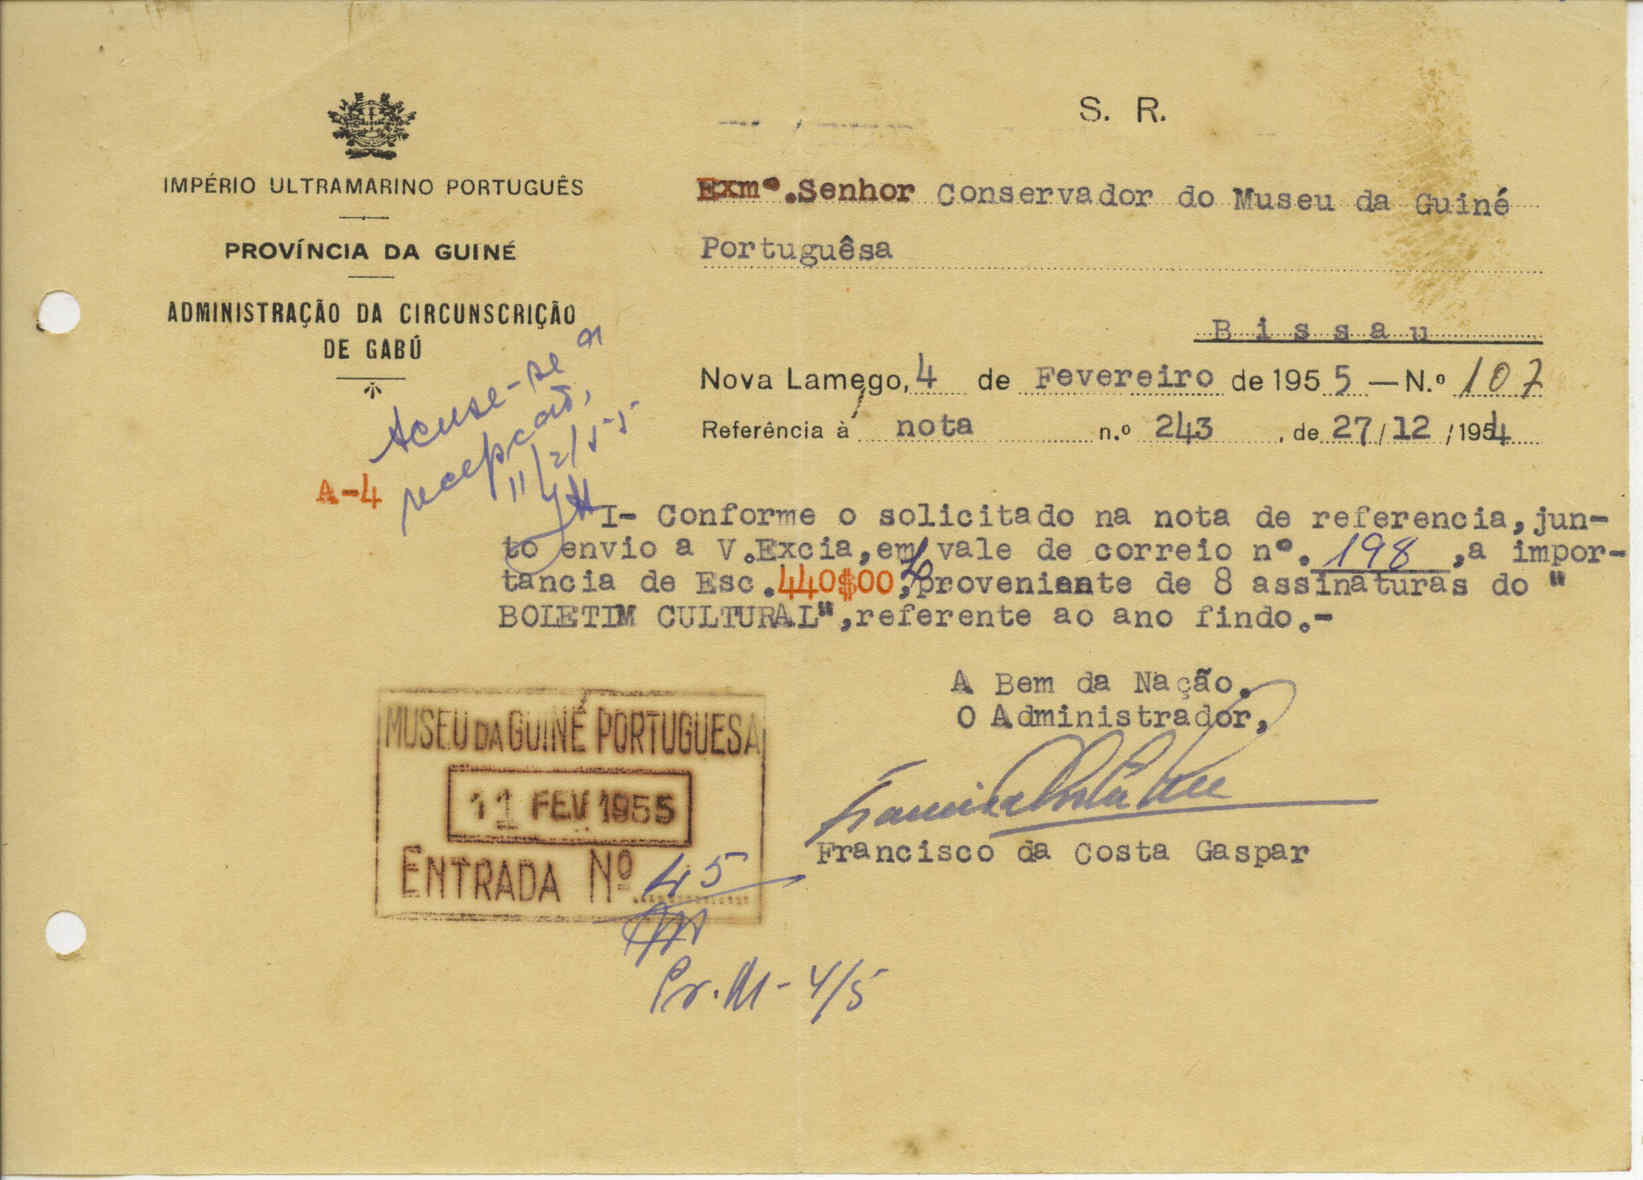 S. R.
IMPÉRIO ULTRAMARINO PORTUGUÊS
PROVÍNCIA DA GUINÉ
ADMINISTRAÇÃO DA CIRCUNSCRIÇÃO
DE GABÚ
Exmº.Senhor Conservador do Museu da Guiné
Portuguêsa
Bissau
Nova Lamego, 4 de Fevereiro de 1955 — N.º 107
Referência à nota n.º 243, de 27/12/1954
Acuse-se a
recepção,
11/2/55
A-4
I- Conforme o solicitado na nota de referencia,jun-
to envio a V.Excia,em vale de correio nº. 198 ,a impor-
tancia de Esc.440$00,proveniente de 8 assinaturas do "
BOLETIM CULTURAL",referente ao ano findo.-
A Bem da Nação.
O Administrador,
Francisco da Costa Gaspar
MUSEU DA GUINÉ PORTUGUESA
11 FEV 1955
ENTRADA Nº 45
Pr. M - 4/5